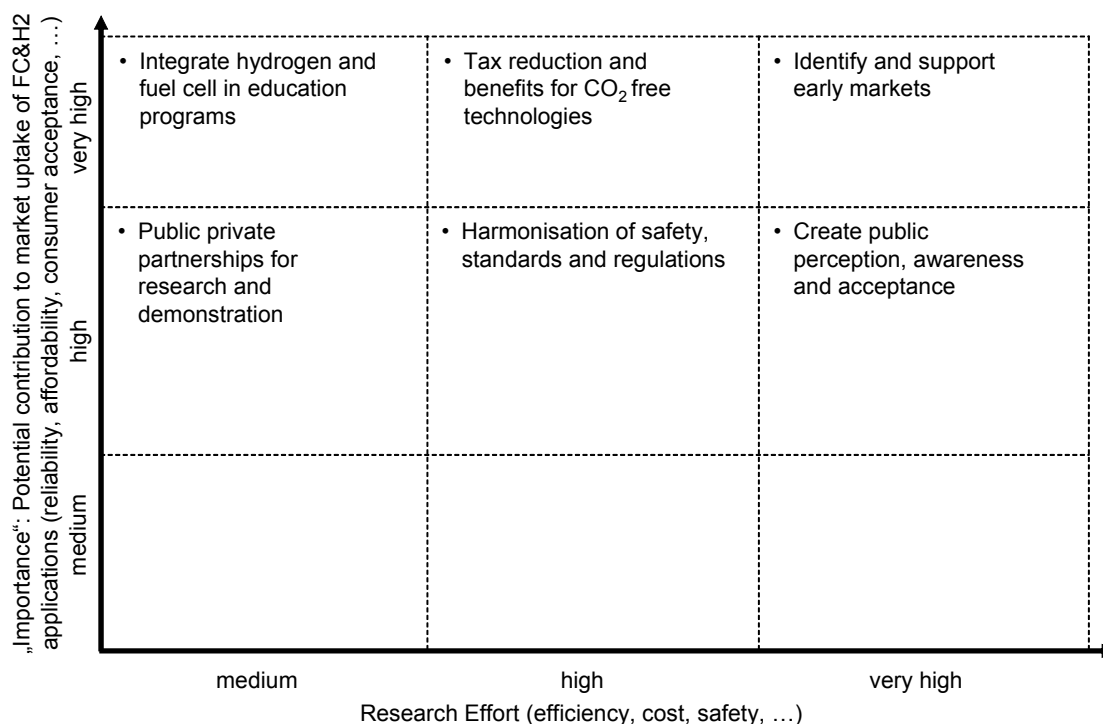 „Importance“: Potential contribution to market uptake of FC&H2
applications (reliability, affordability, consumer acceptance, …)
very high
• Integrate hydrogen and
fuel cell in education
programs
• Tax reduction and
benefits for CO₂ free
technologies
• Identify and support
early markets
high
• Public private
partnerships for
research and
demonstration
• Harmonisation of safety,
standards and regulations
• Create public
perception, awareness
and acceptance
medium
medium
high
very high
Research Effort (efficiency, cost, safety, …)